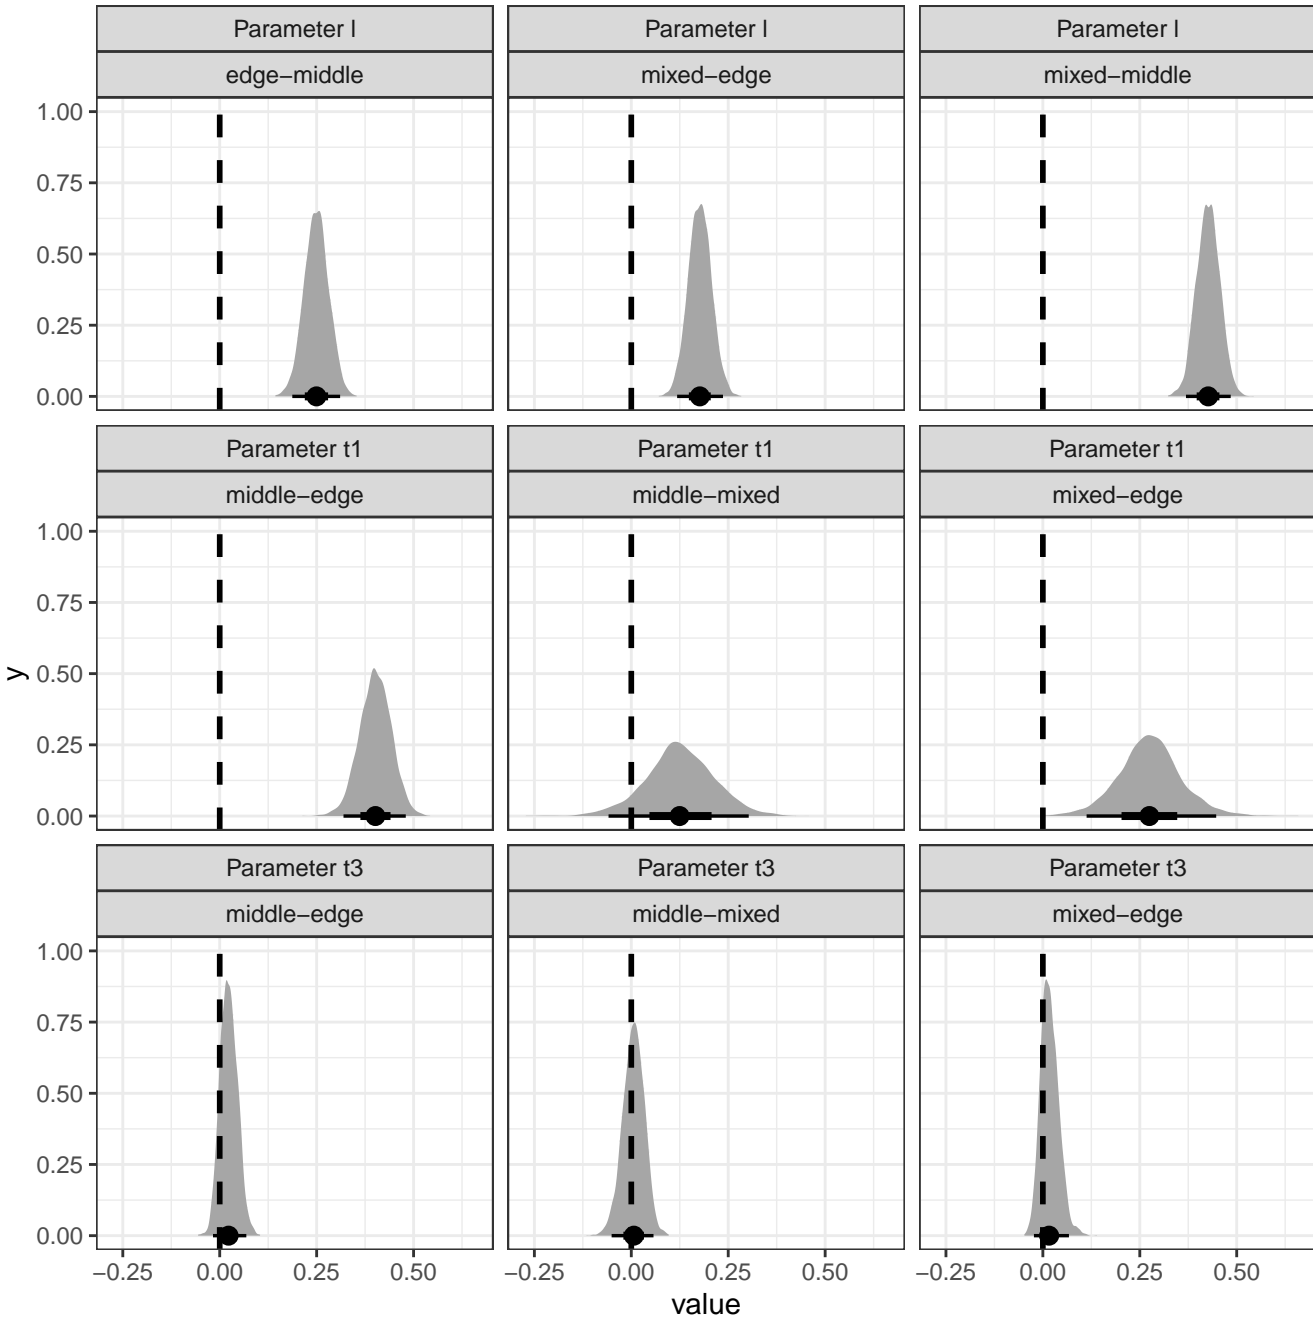 Parameter l
Parameter l
Parameter l
edge−middle
mixed−edge
mixed−middle
1.00
0.75
0.50
0.25
0.00
Parameter t1
Parameter t1
Parameter t1
middle−edge
middle−mixed
mixed−edge
1.00
0.75
0.50
0.25
0.00
y
Parameter t3
Parameter t3
Parameter t3
middle−edge
middle−mixed
mixed−edge
1.00
0.75
0.50
0.25
0.00
−0.25 0.00 0.25 0.50
−0.25 0.00 0.25 0.50
−0.25 0.00 0.25 0.50
value